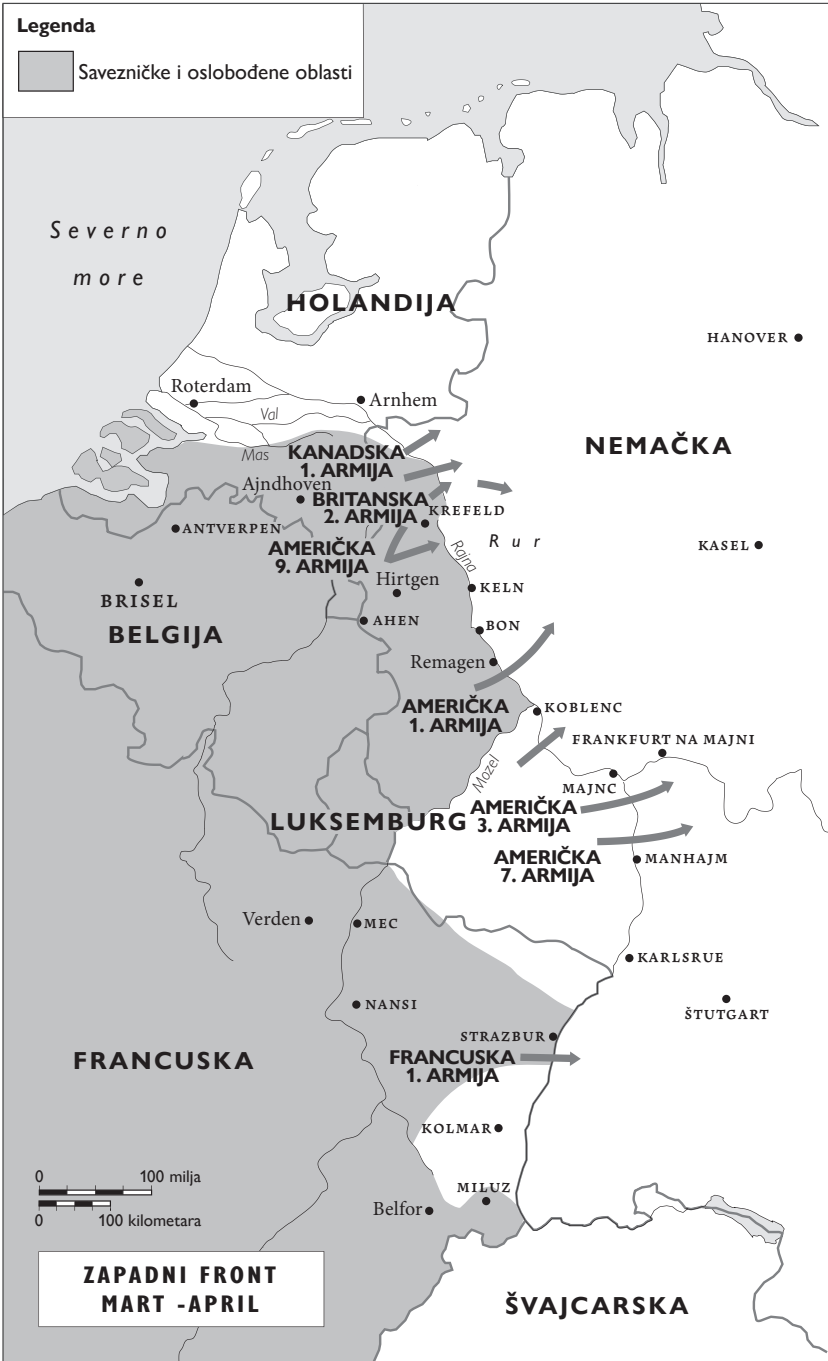 Legenda
Savezničke i oslobođene oblasti
Severno
more
HOLANDIJA
HANOVER
Roterdam
Arnhem
Val
NEMAČKA
Mas
KANADSKA
1. ARMIJA
Ajndhoven
BRITANSKA
2. ARMIJA
KREFELD
ANTVERPEN
Rur
KASEL
AMERIČKA
9. ARMIJA
Rajna
Hirtgen
KELN
BRISEL
AHEN
BON
BELGIJA
Remagen
AMERIČKA
1. ARMIJA
KOBLENC
FRANKFURT NA MAJNI
Mozel
MAJNC
LUKSEMBURG
AMERIČKA
3. ARMIJA
AMERIČKA
7. ARMIJA
MANHAJM
Verden
MEC
KARLSRUE
NANSI
ŠTUTGART
STRAZBUR
FRANCUSKA
FRANCUSKA
1. ARMIJA
KOLMAR
0 100 milja
0 100 kilometara
MILUZ
Belfor
ZAPADNI FRONT
MART -APRIL
ŠVAJCARSKA